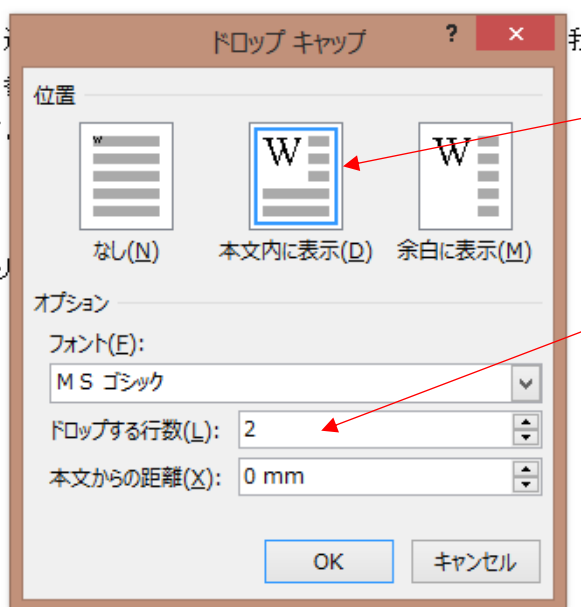 ドロップ キャップ ? ×
位置
W W W
なし(N) 本文内に表示(D) 余白に表示(M)
オプション
フォント(F):
ＭＳ ゴシック
ドロップする行数(L): 2
本文からの距離(X): 0 mm
OK キャンセル